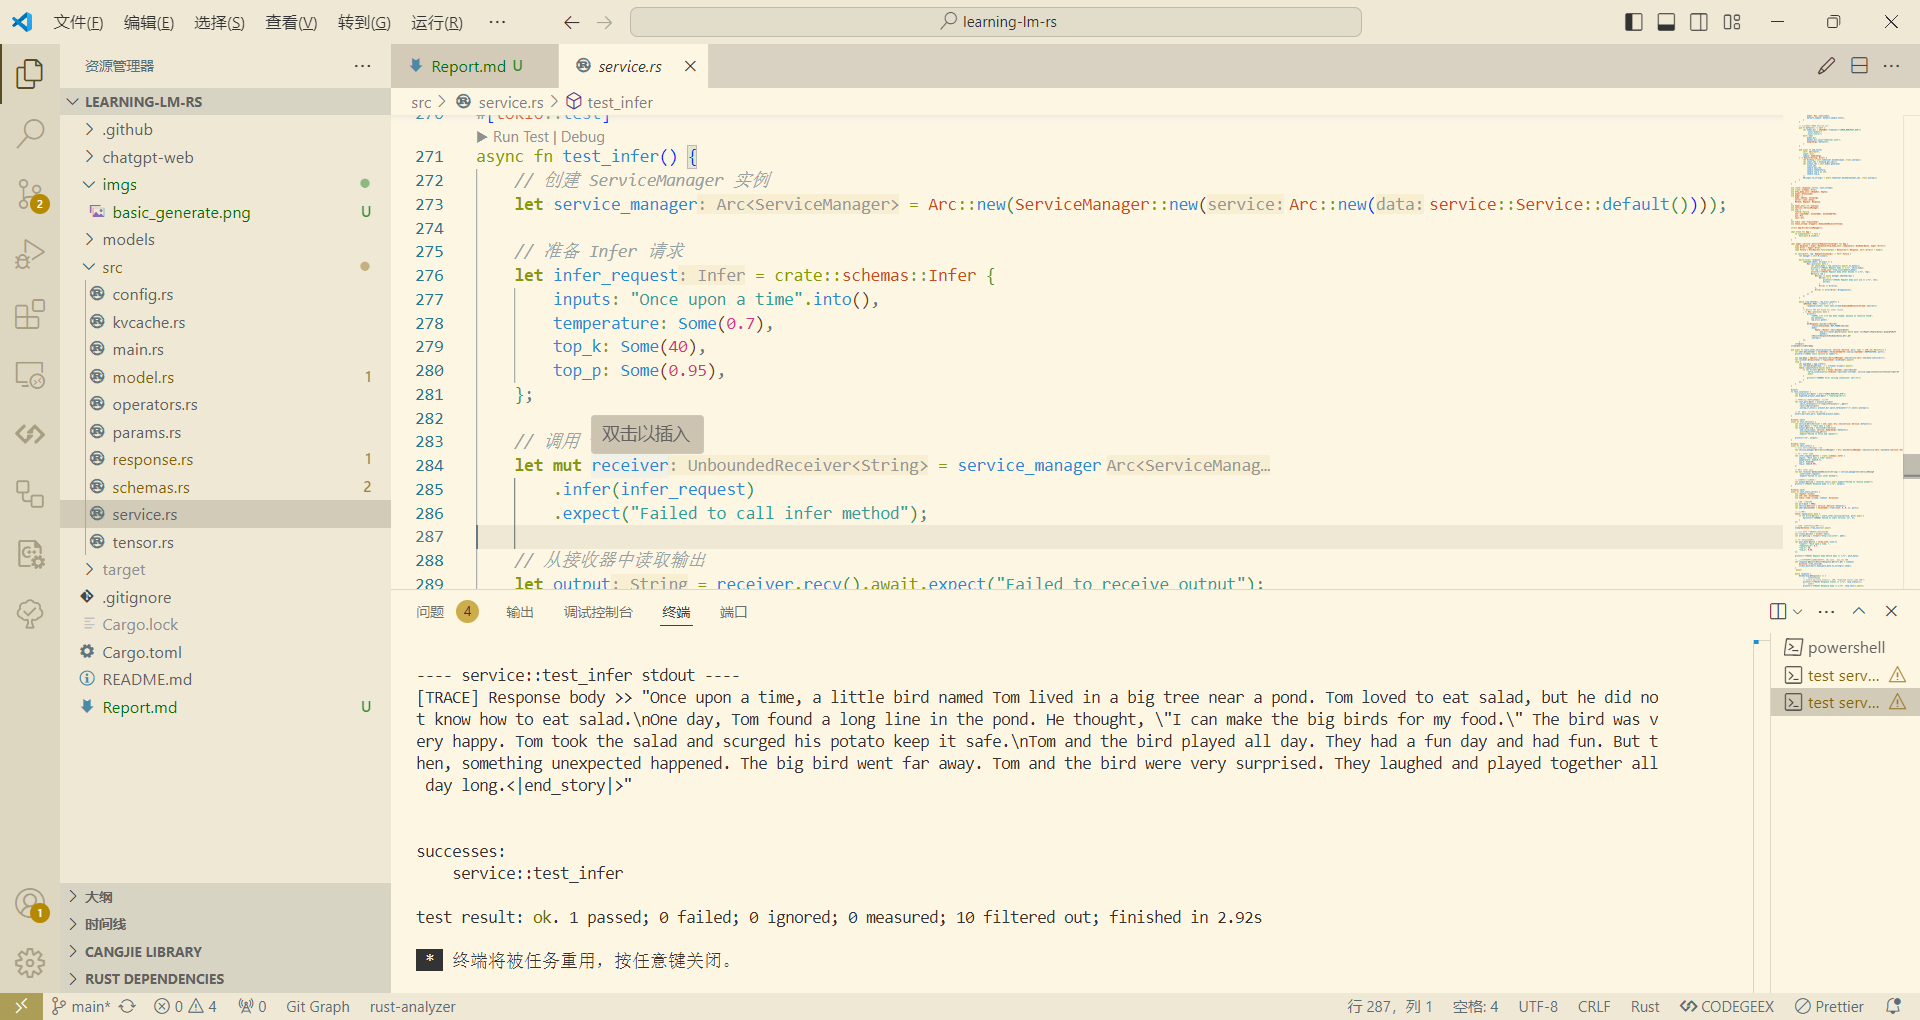 文件(F) 编辑(E) 选择(S) 查看(V) 转到(G) 运行(R) ··· learning-lm-rs
资源管理器 ···
LEARNING-LM-RS
.github
chatgpt-web
imgs
basic_generate.png U
models
src
config.rs
kvcache.rs
main.rs
model.rs 1
operators.rs
params.rs
response.rs 1
schemas.rs 2
service.rs
tensor.rs
target
.gitignore
Cargo.lock
Cargo.toml
README.md
Report.md U
大纲
时间线
CANGJIE LIBRARY
RUST DEPENDENCIES
2
1
Report.md U service.rs
src > service.rs > test_infer
270 #[tokio::test]
Run Test | Debug
271 async fn test_infer() {
272 // 创建 ServiceManager 实例
273 let service_manager: Arc<ServiceManager> = Arc::new(ServiceManager::new(service: Arc::new(data: service::Service::default())));
274
275 // 准备 Infer 请求
276 let infer_request: Infer = crate::schemas::Infer {
277 inputs: "Once upon a time".into(),
278 temperature: Some(0.7),
279 top_k: Some(40),
280 top_p: Some(0.95),
281 };
282
283 // 调用
双击以插入
284 let mut receiver: UnboundedReceiver<String> = service_manager Arc<ServiceManag…
285 .infer(infer_request)
286 .expect("Failed to call infer method");
287
288 // 从接收器中读取输出
289 let output: String = receiver.recv().await.expect("Failed to receive output");
问题 4 输出 调试控制台 终端 端口
---- service::test_infer stdout ----
[TRACE] Response body >> "Once upon a time, a little bird named Tom lived in a big tree near a pond. Tom loved to eat salad, but he did no
t know how to eat salad.\nOne day, Tom found a long line in the pond. He thought, \"I can make the big birds for my food.\" The bird was v
ery happy. Tom took the salad and scurged his potato keep it safe.\nTom and the bird played all day. They had a fun day and had fun. But t
hen, something unexpected happened. The big bird went far away. Tom and the bird were very surprised. They laughed and played together all
day long.<|end_story|>"
successes:
service::test_infer
test result: ok. 1 passed; 0 failed; 0 ignored; 0 measured; 10 filtered out; finished in 2.92s
* 终端将被任务重用，按任意键关闭。
powershell
test serv...
test serv...
main* 0 4 0 Git Graph rust-analyzer 行 287，列 1 空格: 4 UTF-8 CRLF Rust CODEGEEX Prettier